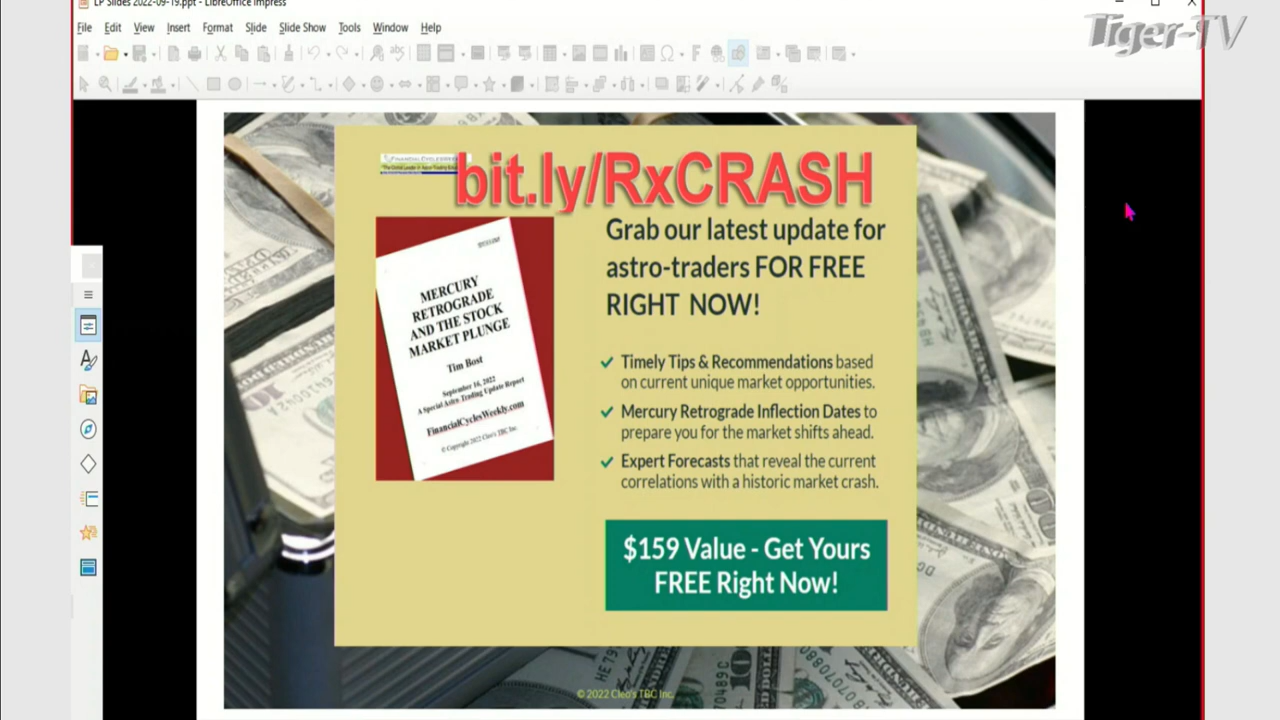 LP Slides 2022-09-19.ppt - LibreOffice Impress
Tiger-TV
File Edit View Insert Format Slide Slide Show Tools Window Help
bit.ly/RxCRASH
Grab our latest update for
astro-traders FOR FREE
RIGHT NOW!
MERCURY
RETROGRADE
AND THE STOCK
MARKET PLUNGE
Tim Bost
September 16, 2022
A Special Astro-Trading Update Report
FinancialCyclesWeekly.com
© Copyright 2022 Cleo's TBC Inc.
✓ Timely Tips & Recommendations based
on current unique market opportunities.
✓ Mercury Retrograde Inflection Dates to
prepare you for the market shifts ahead.
✓ Expert Forecasts that reveal the current
correlations with a historic market crash.
$159 Value - Get Yours
FREE Right Now!
© 2022 Cleo's TBC Inc.